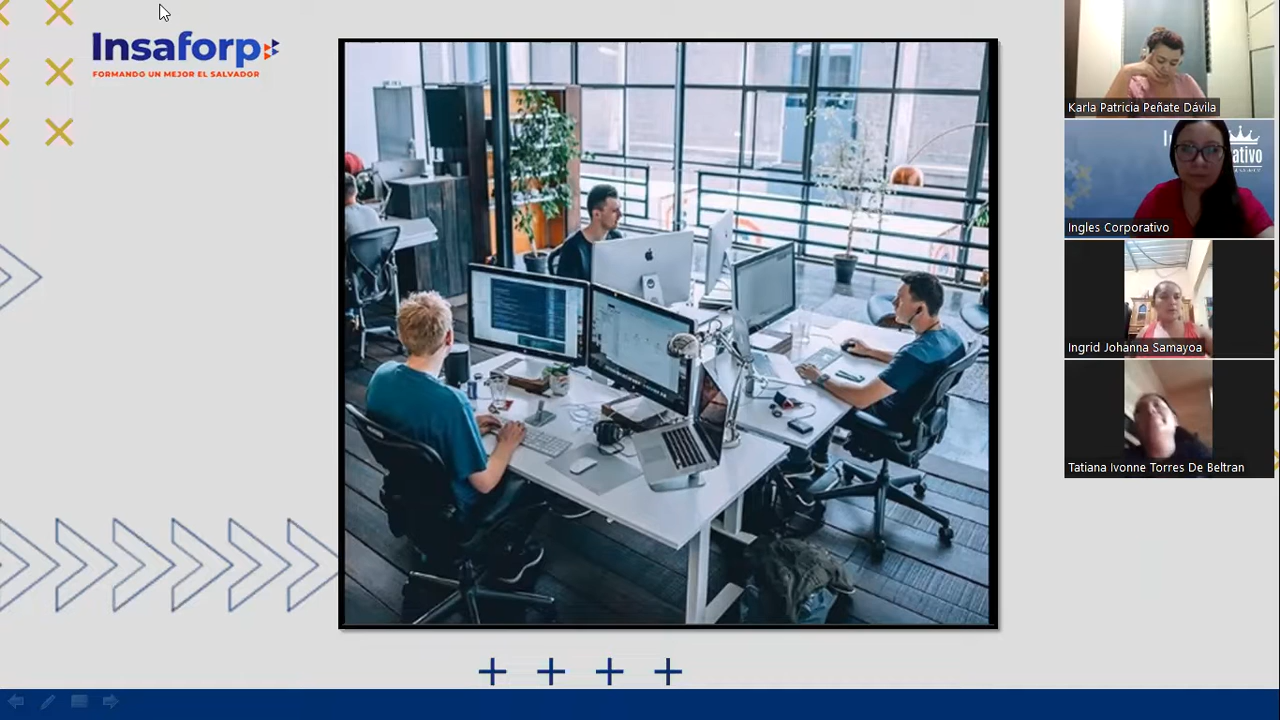 Insaforp
FORMANDO UN MEJOR EL SALVADOR
Karla Patricia Peñate Dávila
Ingles Corporativo
Ingrid Johanna Samayoa
Tatiana Ivonne Torres De Beltran